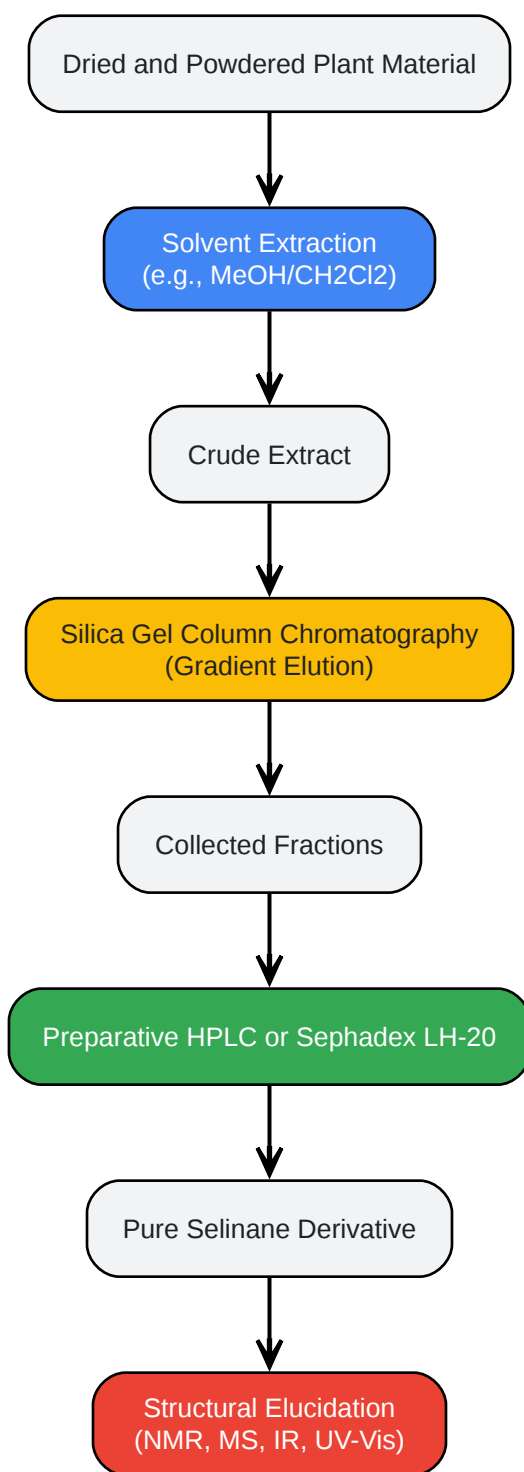 Dried and Powdered Plant Material
Solvent Extraction
(e.g., MeOH/CH2Cl2)
Crude Extract
Silica Gel Column Chromatography
(Gradient Elution)
Collected Fractions
Preparative HPLC or Sephadex LH-20
Pure Selinane Derivative
Structural Elucidation
(NMR, MS, IR, UV-Vis)